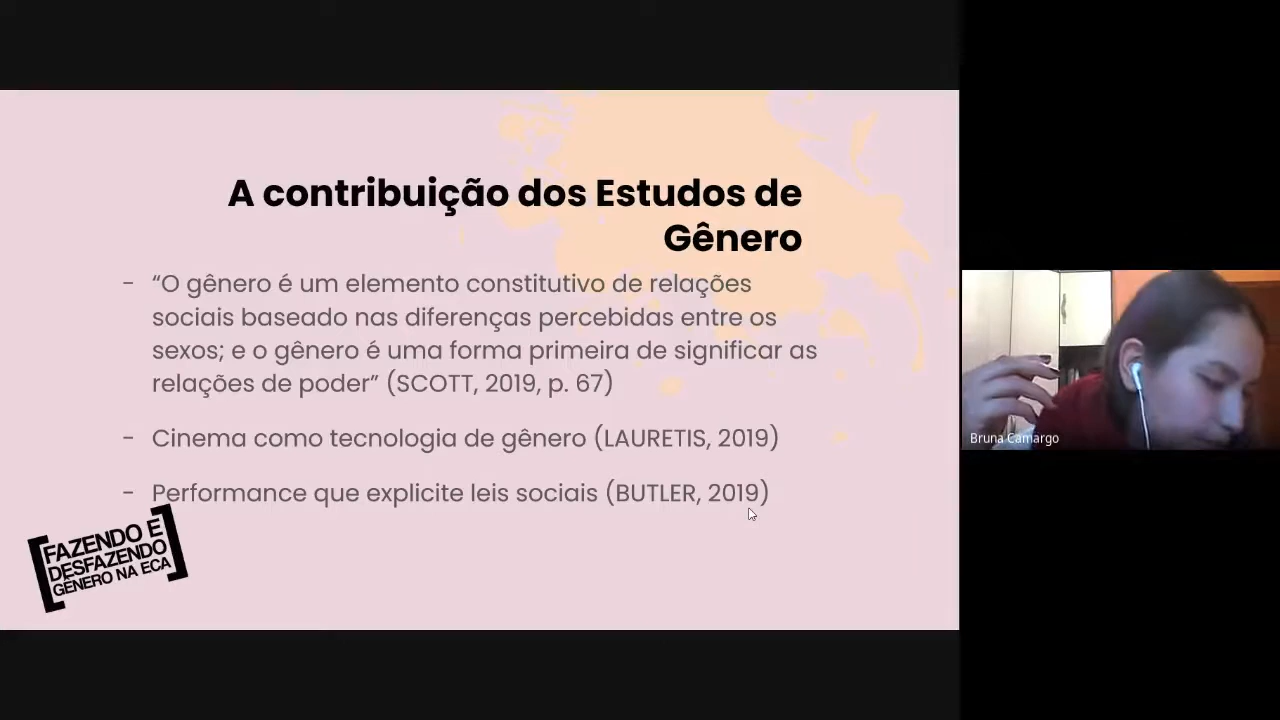 A contribuição dos Estudos de
Gênero
- “O gênero é um elemento constitutivo de relações
sociais baseado nas diferenças percebidas entre os
sexos; e o gênero é uma forma primeira de significar as
relações de poder” (SCOTT, 2019, p. 67)
- Cinema como tecnologia de gênero (LAURETIS, 2019)
- Performance que explicite leis sociais (BUTLER, 2019)
FAZENDO E
DESFAZENDO
GÊNERO NA ECA
Bruna Camargo